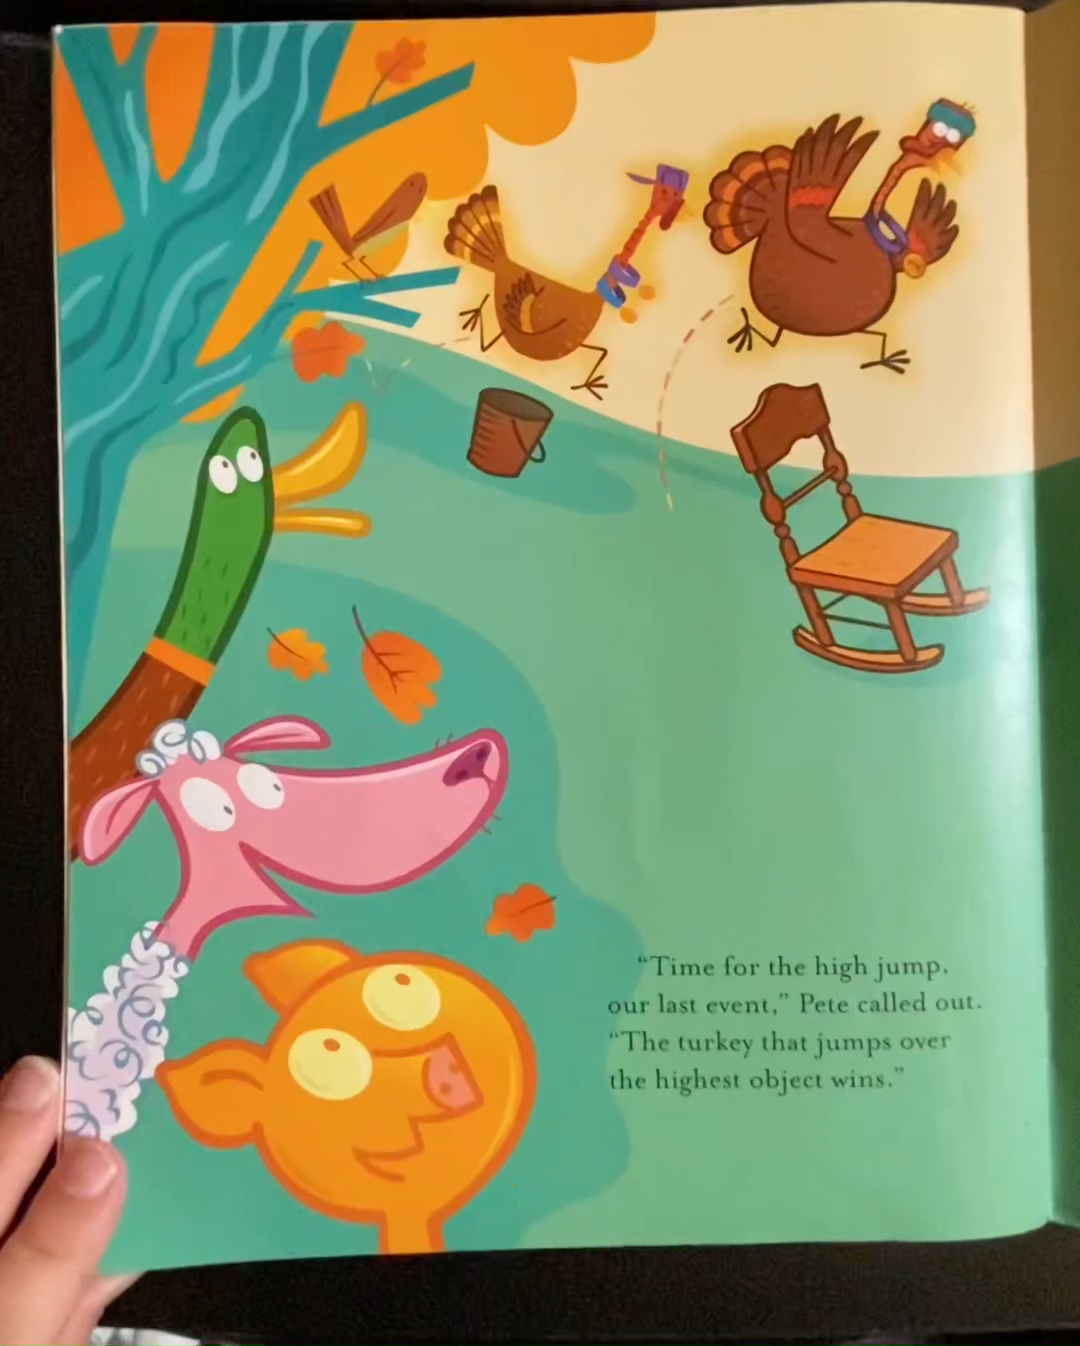 “Time for the high jump,
our last event,” Pete called out.
“The turkey that jumps over
the highest object wins.”